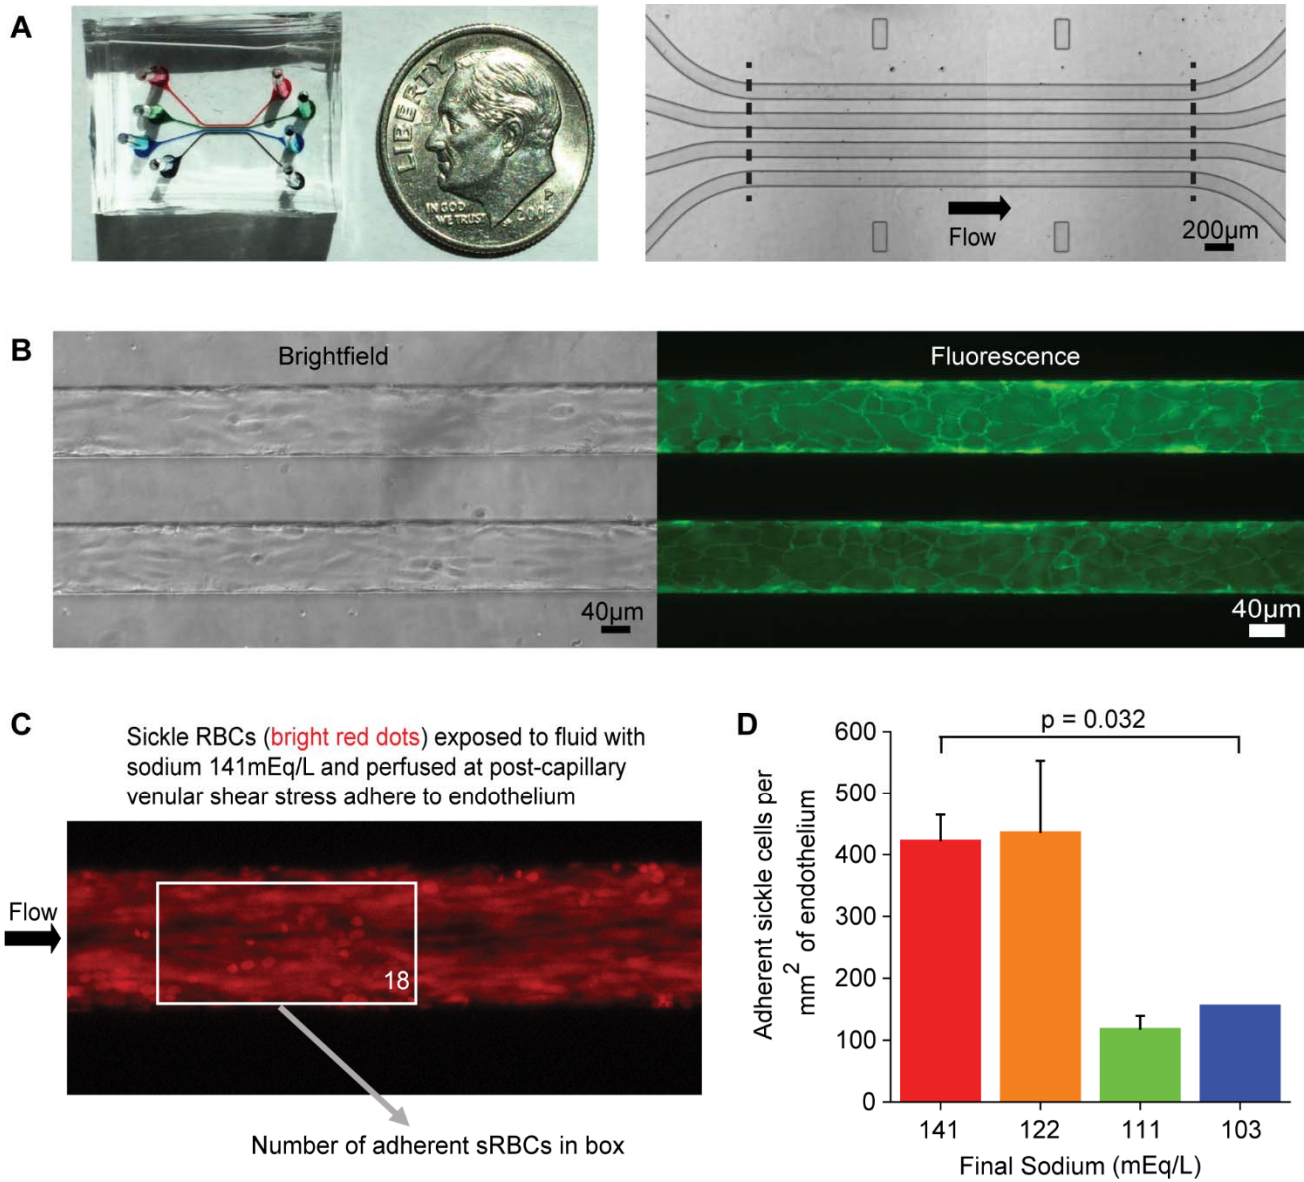 A
LIBERTY
IN GOD
WE TRUST
P
Flow
200µm
B
Brightfield
Fluorescence
40µm
40µm
C
Sickle RBCs (bright red dots) exposed to fluid with
sodium 141mEq/L and perfused at post-capillary
venular shear stress adhere to endothelium
Flow
18
Number of adherent sRBCs in box
D
p = 0.032
Adherent sickle cells per
mm² of endothelium
600
500
400
300
200
100
0
141
122
111
103
Final Sodium (mEq/L)